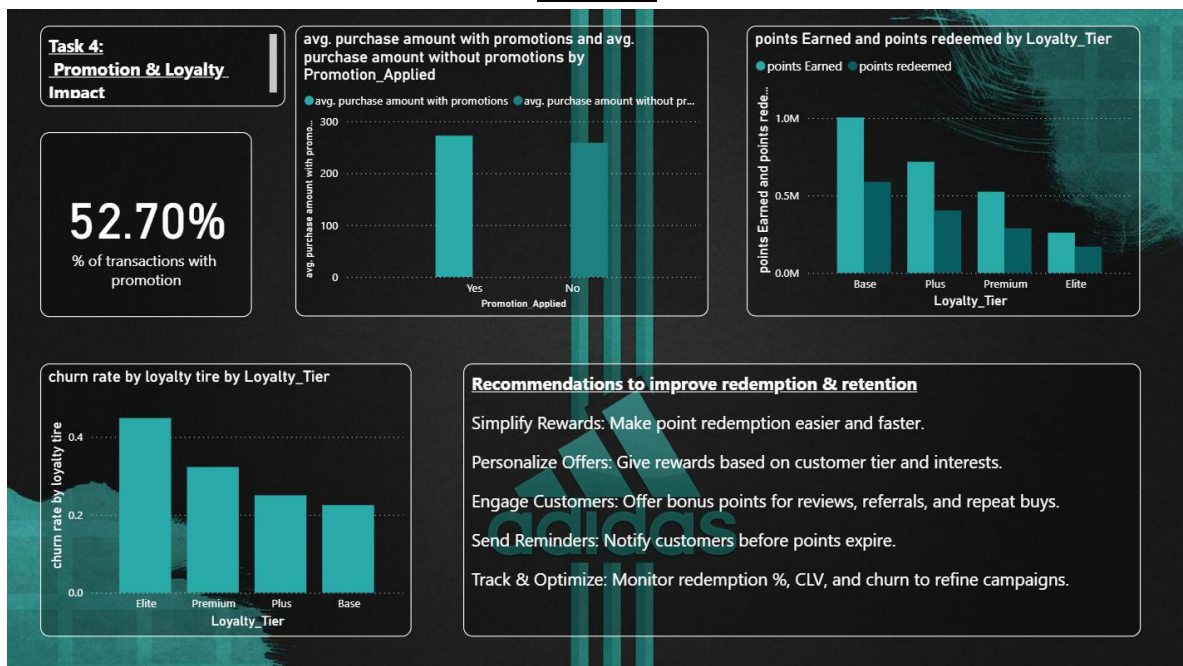 Task 4:
Promotion & Loyalty
Impact
avg. purchase amount with promotions and avg.
purchase amount without promotions by
Promotion_Applied
avg. purchase amount with promotions avg. purchase amount without pr...
avg. purchase amount with promo...
300
200
100
0
Yes No
Promotion_Applied
points Earned and points redeemed by Loyalty_Tier
points Earned points redeemed
points Earned and points rede...
1.0M
0.5M
0.0M
Base Plus Premium Elite
Loyalty_Tier
52.70%
% of transactions with
promotion
churn rate by loyalty tire by Loyalty_Tier
churn rate by loyalty tire
0.4
0.2
0.0
Elite Premium Plus Base
Loyalty_Tier
Recommendations to improve redemption & retention
Simplify Rewards: Make point redemption easier and faster.
Personalize Offers: Give rewards based on customer tier and interests.
Engage Customers: Offer bonus points for reviews, referrals, and repeat buys.
Send Reminders: Notify customers before points expire.
Track & Optimize: Monitor redemption %, CLV, and churn to refine campaigns.
adidas